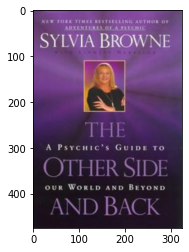 NEW YORK TIMES BESTSELLING AUTHOR OF
ADVENTURES OF A PSYCHIC
SYLVIA BROWNE
THE
A PSYCHIC'S GUIDE TO
OTHER SIDE
OUR WORLD AND BEYOND
AND BACK
0
100
200
300
400
0
100
200
300